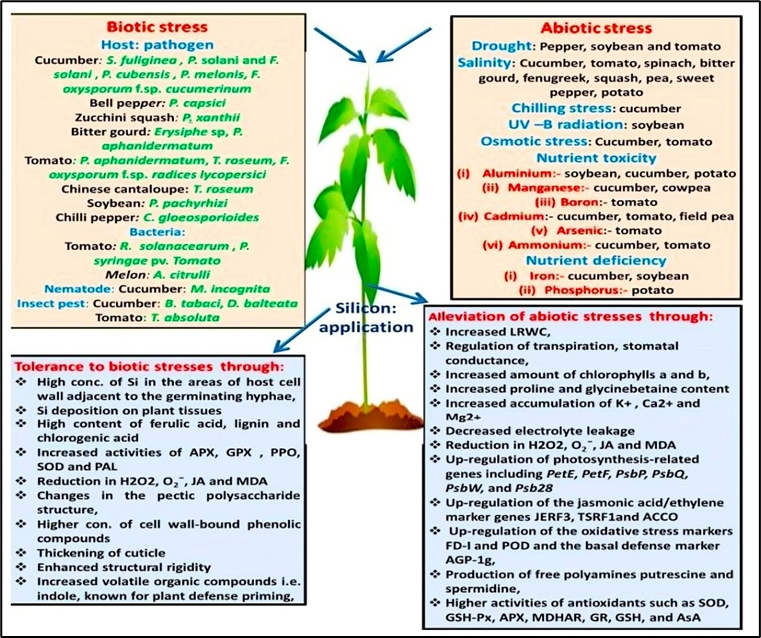 Biotic stress
Host: pathogen
Cucumber: S. fuliginea, P. solani and F.
solani , P. cubensis, P. melonis, F.
oxysporum f.sp. cucumerinum
Bell pepper: P. capsici
Zucchini squash: P. xanthii
Bitter gourd: Erysiphe sp, P.
aphanidermatum
Tomato: P. aphanidermatum, T. roseum, F.
oxysporum f.sp. radices lycopersici
Chinese cantaloupe: T. roseum
Soybean: P. pachyrhizi
Chilli pepper: C. gloeosporioides
Bacteria:
Tomato: R. solanacearum , P.
syringae pv. Tomato
Melon: A. citrulli
Nematode: Cucumber: M. incognita
Insect pest: Cucumber: B. tabaci, D. balteata
Tomato: T. absoluta
Abiotic stress
Drought: Pepper, soybean and tomato
Salinity: Cucumber, tomato, spinach, bitter
gourd, fenugreek, squash, pea, sweet
pepper, potato
Chilling stress: cucumber
UV –B radiation: soybean
Osmotic stress: Cucumber, tomato
Nutrient toxicity
(i) Aluminium:- soybean, cucumber, potato
(ii) Manganese:- cucumber, cowpea
(iii) Boron:- tomato
(iv) Cadmium:- cucumber, tomato, field pea
(v) Arsenic:- tomato
(vi) Ammonium:- cucumber, tomato
Nutrient deficiency
(i) Iron:- cucumber, soybean
(ii) Phosphorus:- potato
Silicon:
application
Tolerance to biotic stresses through:
❖ High conc. of Si in the areas of host cell
wall adjacent to the germinating hyphae,
❖ Si deposition on plant tissues
❖ High content of ferulic acid, lignin and
chlorogenic acid
❖ Increased activities of APX, GPX , PPO,
SOD and PAL
❖ Reduction in H2O2, O₂⁻, JA and MDA
❖ Changes in the pectic polysaccharide
structure,
❖ Higher con. of cell wall-bound phenolic
compounds
❖ Thickening of cuticle
❖ Enhanced structural rigidity
❖ Increased volatile organic compounds i.e.
indole, known for plant defense priming,
Alleviation of abiotic stresses through:
❖ Increased LRWC,
❖ Regulation of transpiration, stomatal
conductance,
❖ Increased amount of chlorophylls a and b,
❖ Increased proline and glycinebetaine content
❖ Increased accumulation of K+ , Ca2+ and
Mg2+
❖ Decreased electrolyte leakage
❖ Reduction in H2O2, O₂⁻, JA and MDA
❖ Up-regulation of photosynthesis-related
genes including PetE, PetF, PsbP, PsbQ,
PsbW, and Psb28
❖ Up-regulation of the jasmonic acid/ethylene
marker genes JERF3, TSRF1and ACCO
❖ Up-regulation of the oxidative stress markers
FD-I and POD and the basal defense marker
AGP-1g,
❖ Production of free polyamines putrescine and
spermidine,
❖ Higher activities of antioxidants such as SOD,
GSH-Px, APX, MDHAR, GR, GSH, and AsA